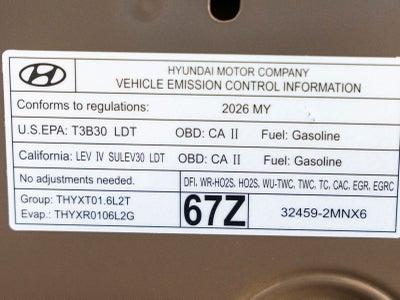 HYUNDAI MOTOR COMPANY
VEHICLE EMISSION CONTROL INFORMATION
Conforms to regulations: 2026 MY
U.S.EPA: T3B30 LDT OBD: CA II Fuel: Gasoline
California: LEV IV SULEV30 LDT OBD: CA II Fuel: Gasoline
No adjustments needed. DFI, WR-HO2S, HO2S, WU-TWC, TWC, TC, CAC, EGR, EGRC
Group: THYXT01.6L2T
Evap.: THYXR0106L2G
67Z
32459-2MNX6